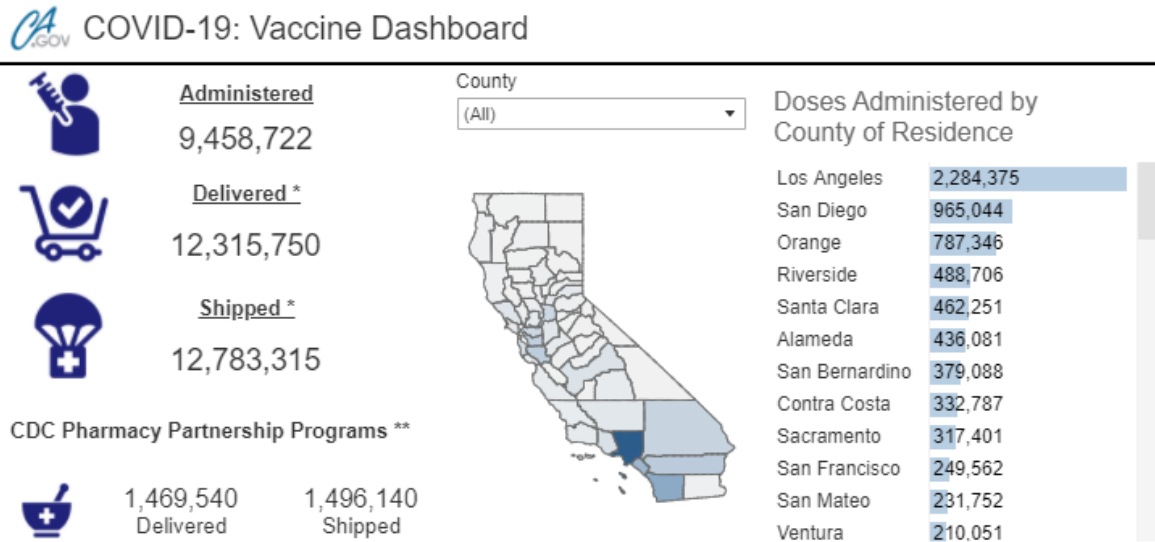 CA
.GOV
COVID-19: Vaccine Dashboard
Administered
9,458,722
Delivered *
12,315,750
Shipped *
12,783,315
CDC Pharmacy Partnership Programs **
1,469,540 1,496,140
Delivered Shipped
County
(All)
Doses Administered by
County of Residence
Los Angeles 2,284,375
San Diego 965,044
Orange 787,346
Riverside 488,706
Santa Clara 462,251
Alameda 436,081
San Bernardino 379,088
Contra Costa 332,787
Sacramento 317,401
San Francisco 249,562
San Mateo 231,752
Ventura 210,051